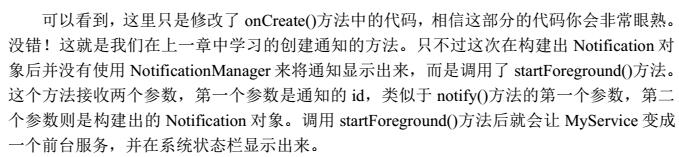 可以看到，这里只是修改了 onCreate()方法中的代码，相信这部分的代码你会非常眼熟。
没错！这就是我们在上一章中学习的创建通知的方法。只不过这次在构建出 Notification 对
象后并没有使用 NotificationManager 来将通知显示出来，而是调用了 startForeground()方法。
这个方法接收两个参数，第一个参数是通知的 id，类似于 notify()方法的第一个参数，第二
个参数则是构建出的 Notification 对象。调用 startForeground()方法后就会让 MyService 变成
一个前台服务，并在系统状态栏显示出来。